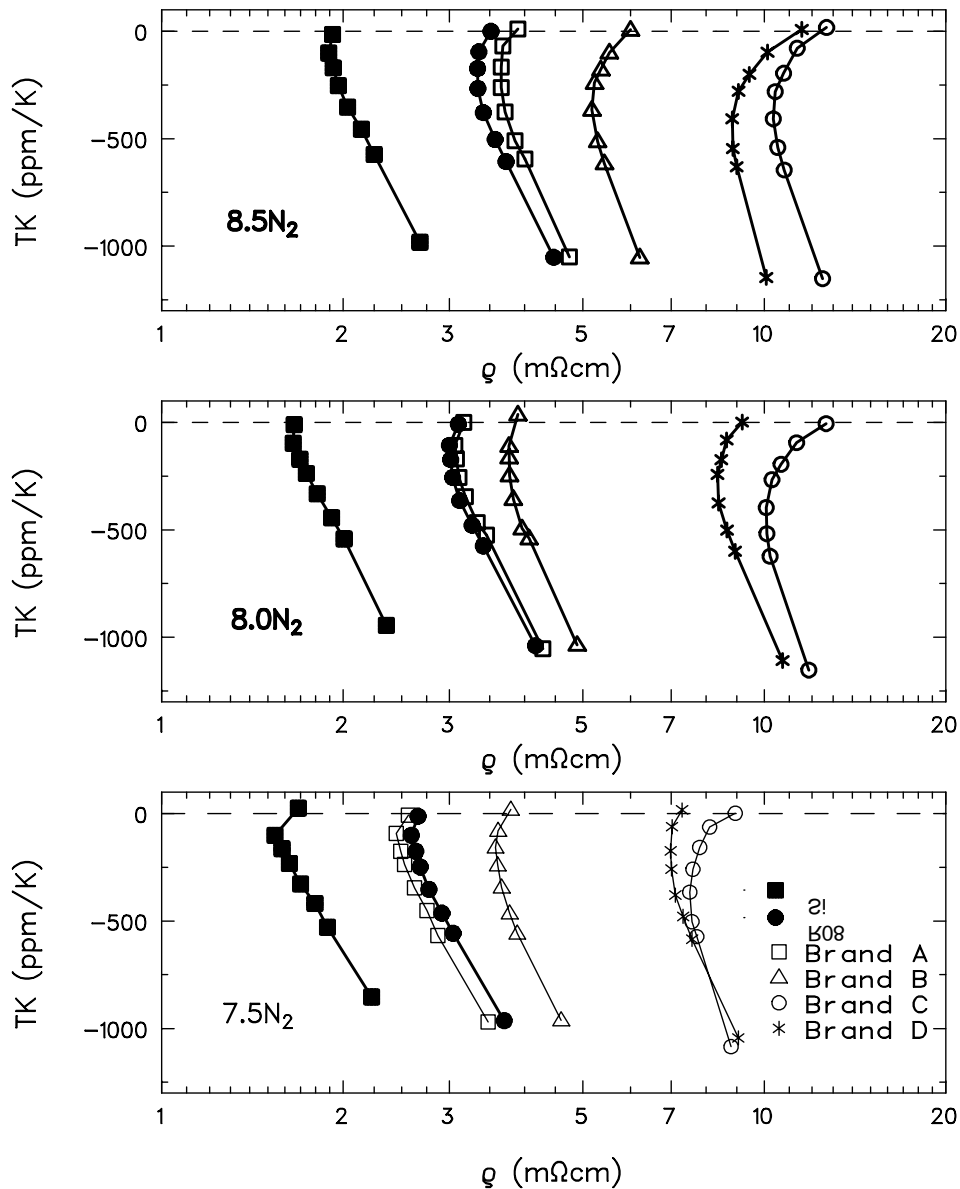 0
−500
−1000
TK (ppm/K)
8.5N₂
1 2 3 5 7 10 20
ϱ (mΩcm)
0
−500
−1000
TK (ppm/K)
8.0N₂
1 2 3 5 7 10 20
ϱ (mΩcm)
0
−500
−1000
TK (ppm/K)
7.5N₂
Si
R08
Brand A
Brand B
Brand C
Brand D
1 2 3 5 7 10 20
ϱ (mΩcm)